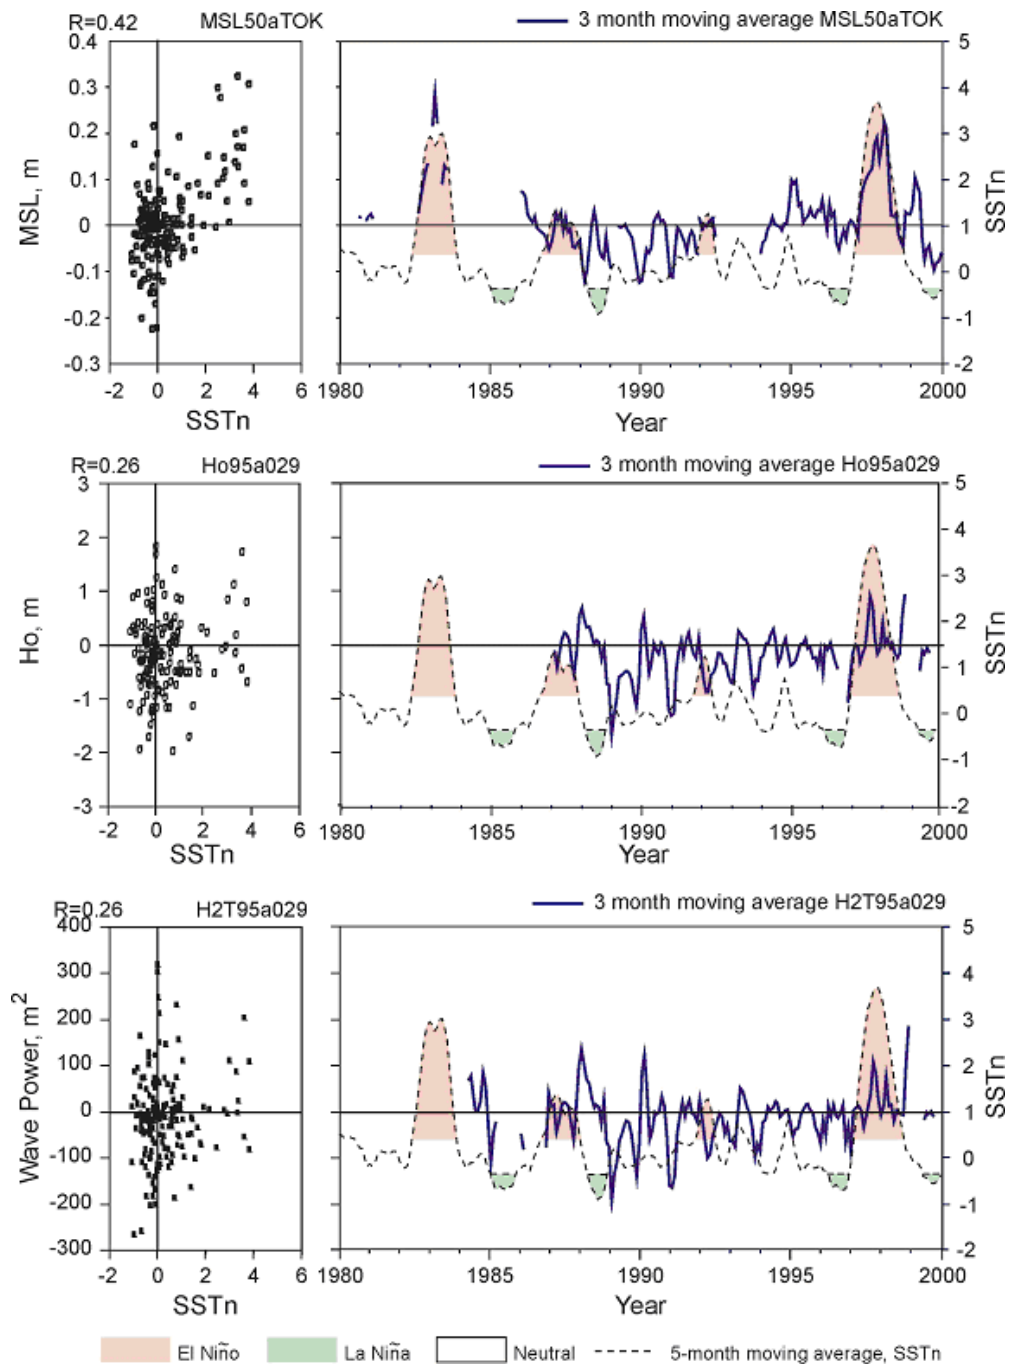 R=0.42 MSL50aTOK 3 month moving average MSL50aTOK
0.4
0.3
0.2
0.1
0
-0.1
-0.2
-0.3
MSL, m
-2 0 2 4 6
SSTn
5
4
3
2
1
0
-1
-2
SSTn
1980 1985 1990 1995 2000
Year
R=0.26 Ho95a029 3 month moving average Ho95a029
3
2
1
0
-1
-2
-3
Ho, m
-2 0 2 4 6
SSTn
5
4
3
2
1
0
-1
-2
SSTn
1980 1985 1990 1995 2000
Year
R=0.26 H2T95a029 3 month moving average H2T95a029
400
300
200
100
0
-100
-200
-300
Wave Power, m²
-2 0 2 4 6
SSTn
5
4
3
2
1
0
-1
-2
SSTn
1980 1985 1990 1995 2000
Year
El Niño La Niña Neutral 5-month moving average, SSTn